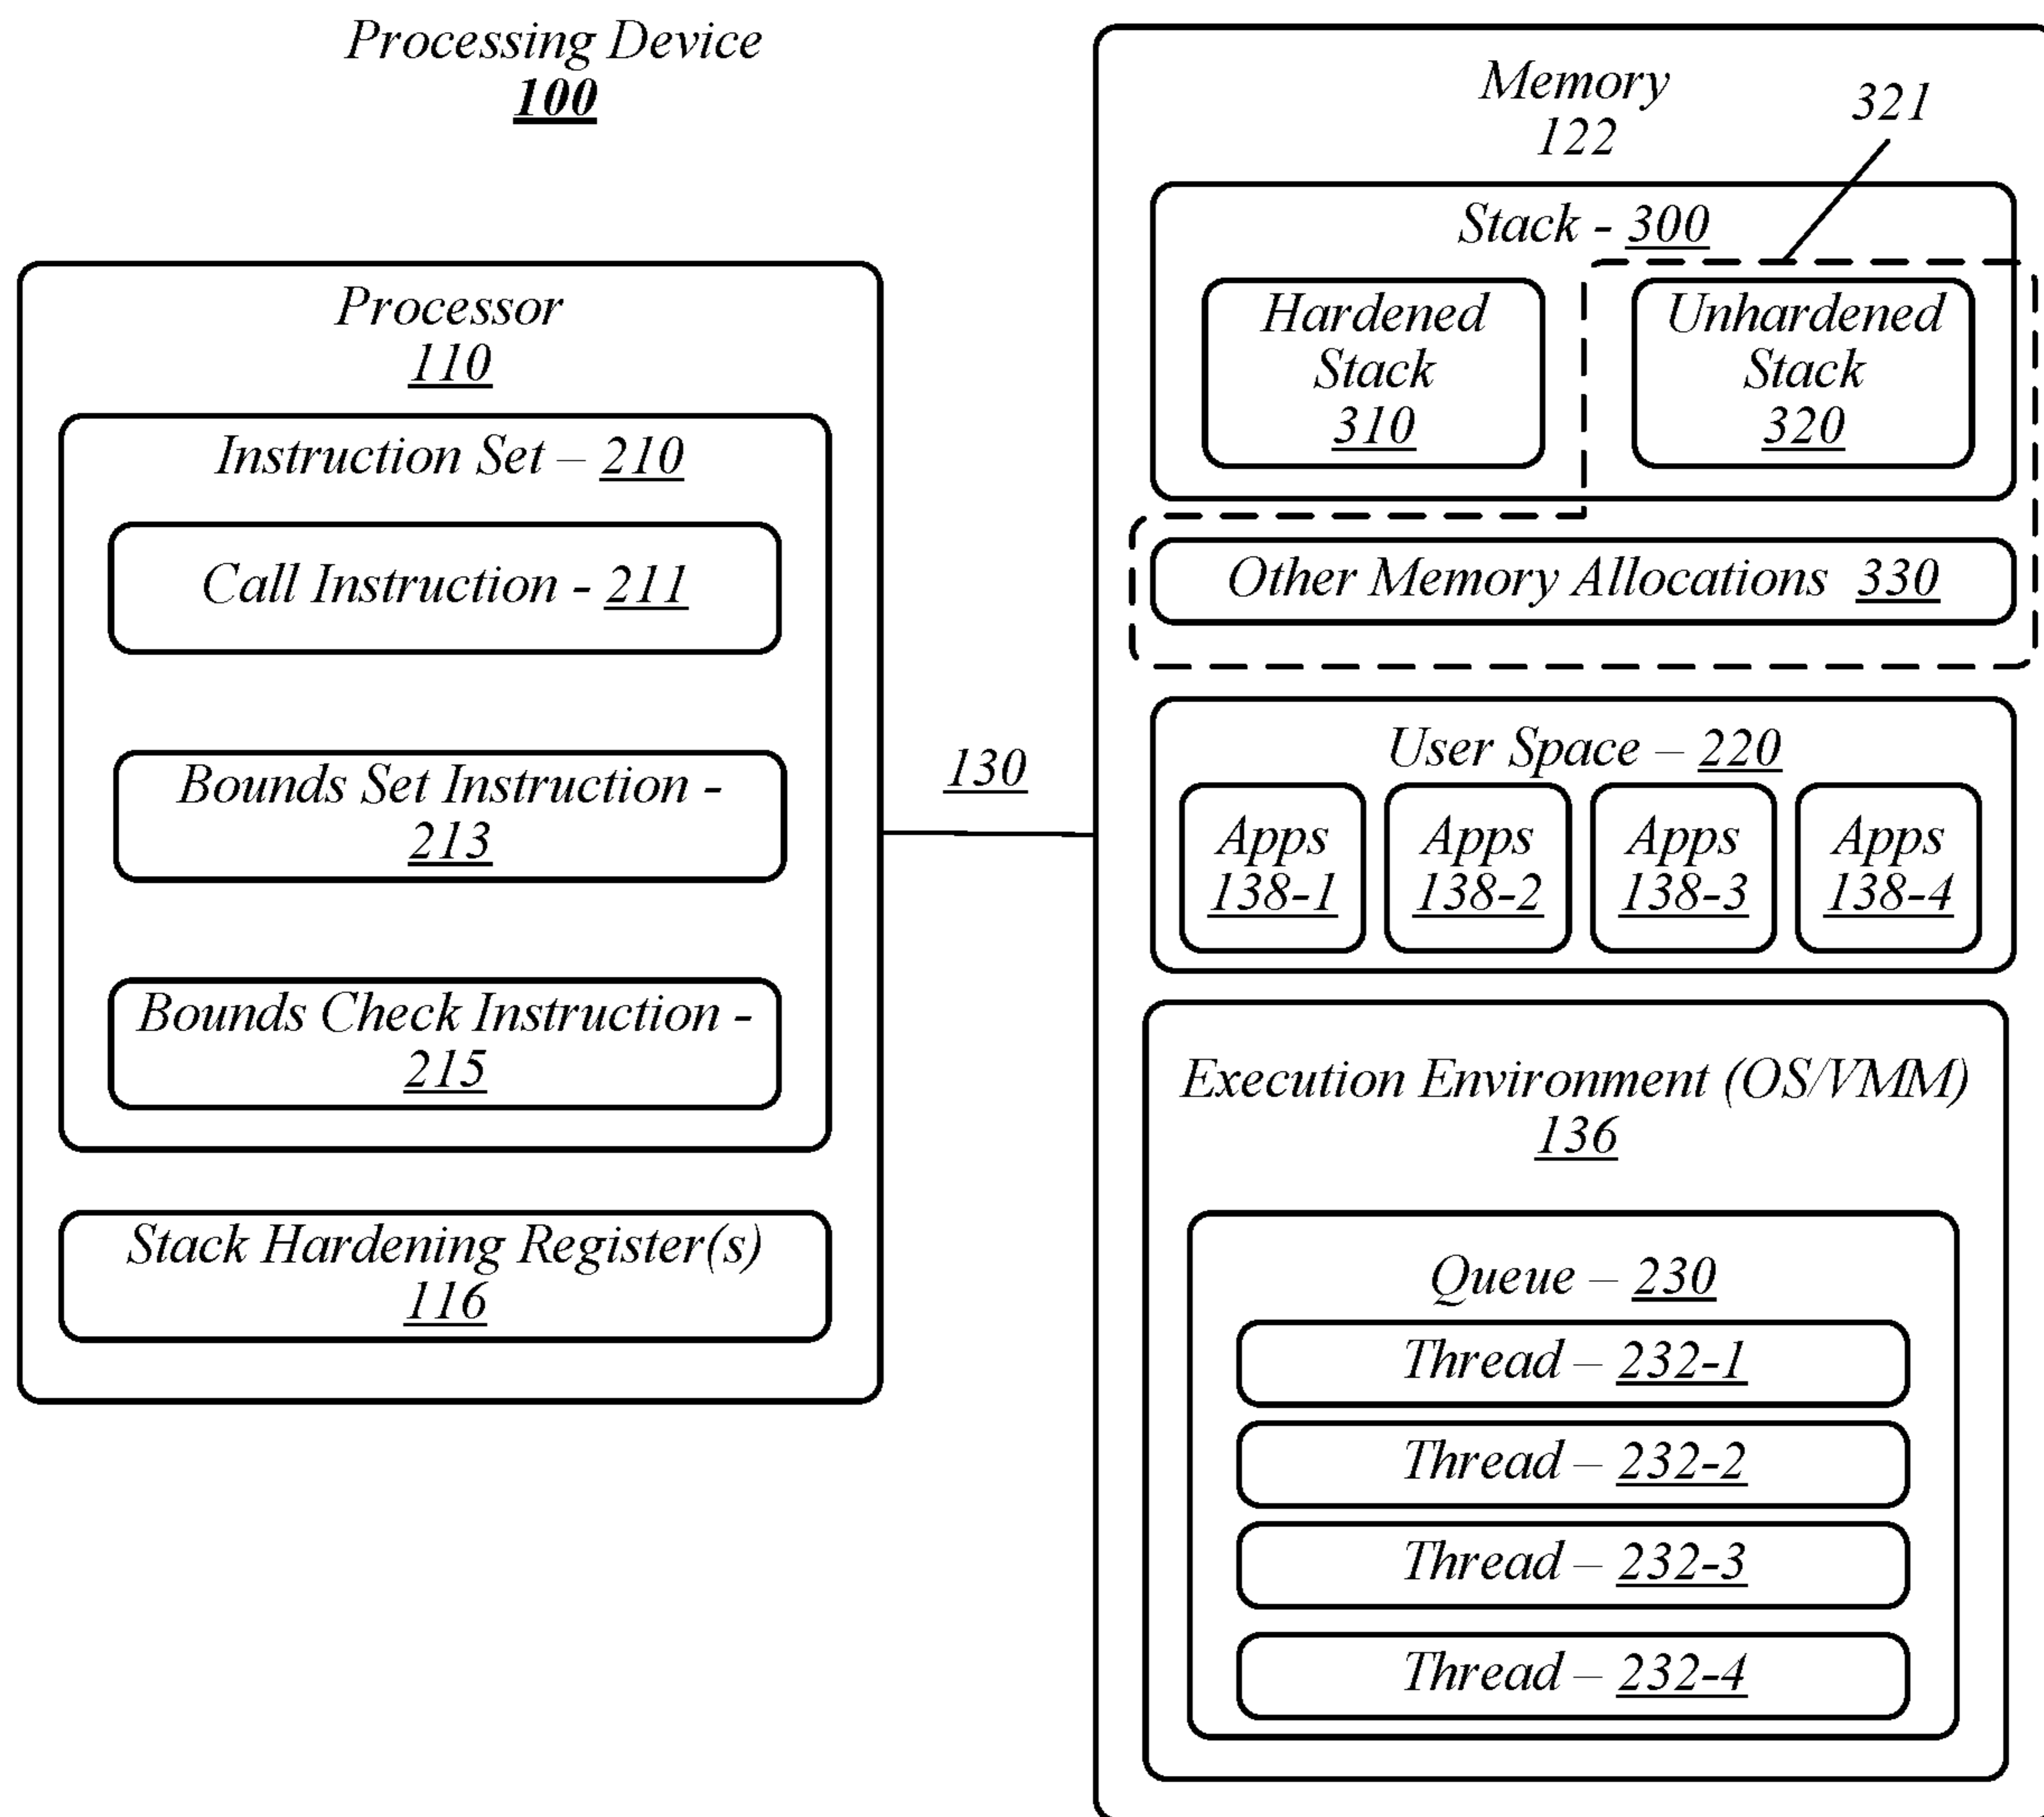 Processing Device
100
Processor
110
Instruction Set – 210
Call Instruction - 211
Bounds Set Instruction -
213
Bounds Check Instruction -
215
Stack Hardening Register(s)
116
130
Memory
122
321
Stack - 300
Hardened
Stack
310
Unhardened
Stack
320
Other Memory Allocations 330
User Space – 220
Apps
138-1
Apps
138-2
Apps
138-3
Apps
138-4
Execution Environment (OS/VMM)
136
Queue – 230
Thread – 232-1
Thread – 232-2
Thread – 232-3
Thread – 232-4